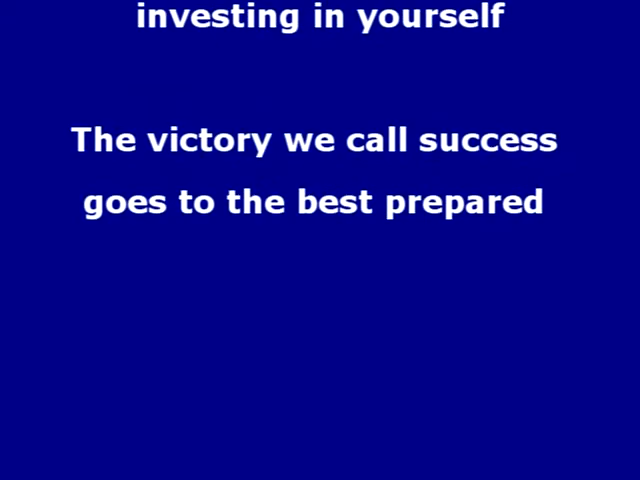 investing in yourself
The victory we call success
goes to the best prepared